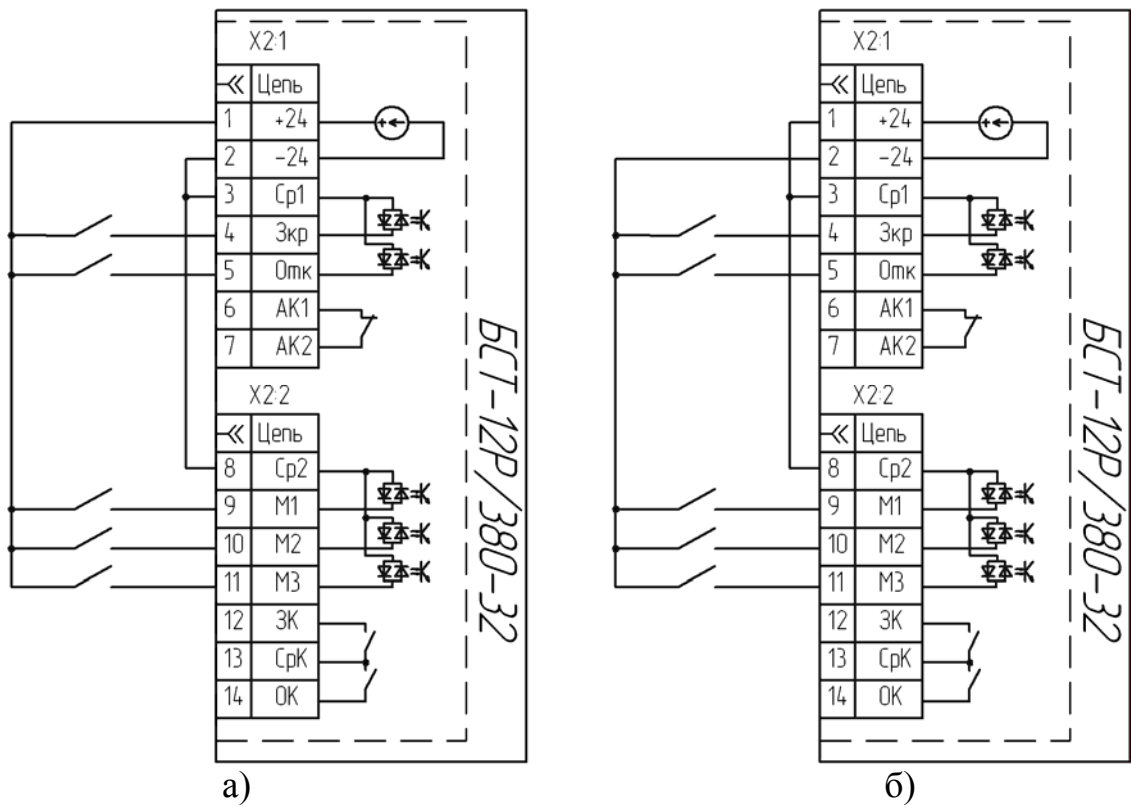 X2:1
Цепь
1 +24
2 -24
3 Ср1
4 Зкр
5 Отк
6 АК1
7 АК2
X2:2
Цепь
8 Ср2
9 М1
10 М2
11 М3
12 ЗК
13 СрК
14 ОК
БСТ-12Р/380-32
а)
X2:1
Цепь
1 +24
2 -24
3 Ср1
4 Зкр
5 Отк
6 АК1
7 АК2
X2:2
Цепь
8 Ср2
9 М1
10 М2
11 М3
12 ЗК
13 СрК
14 ОК
БСТ-12Р/380-32
б)